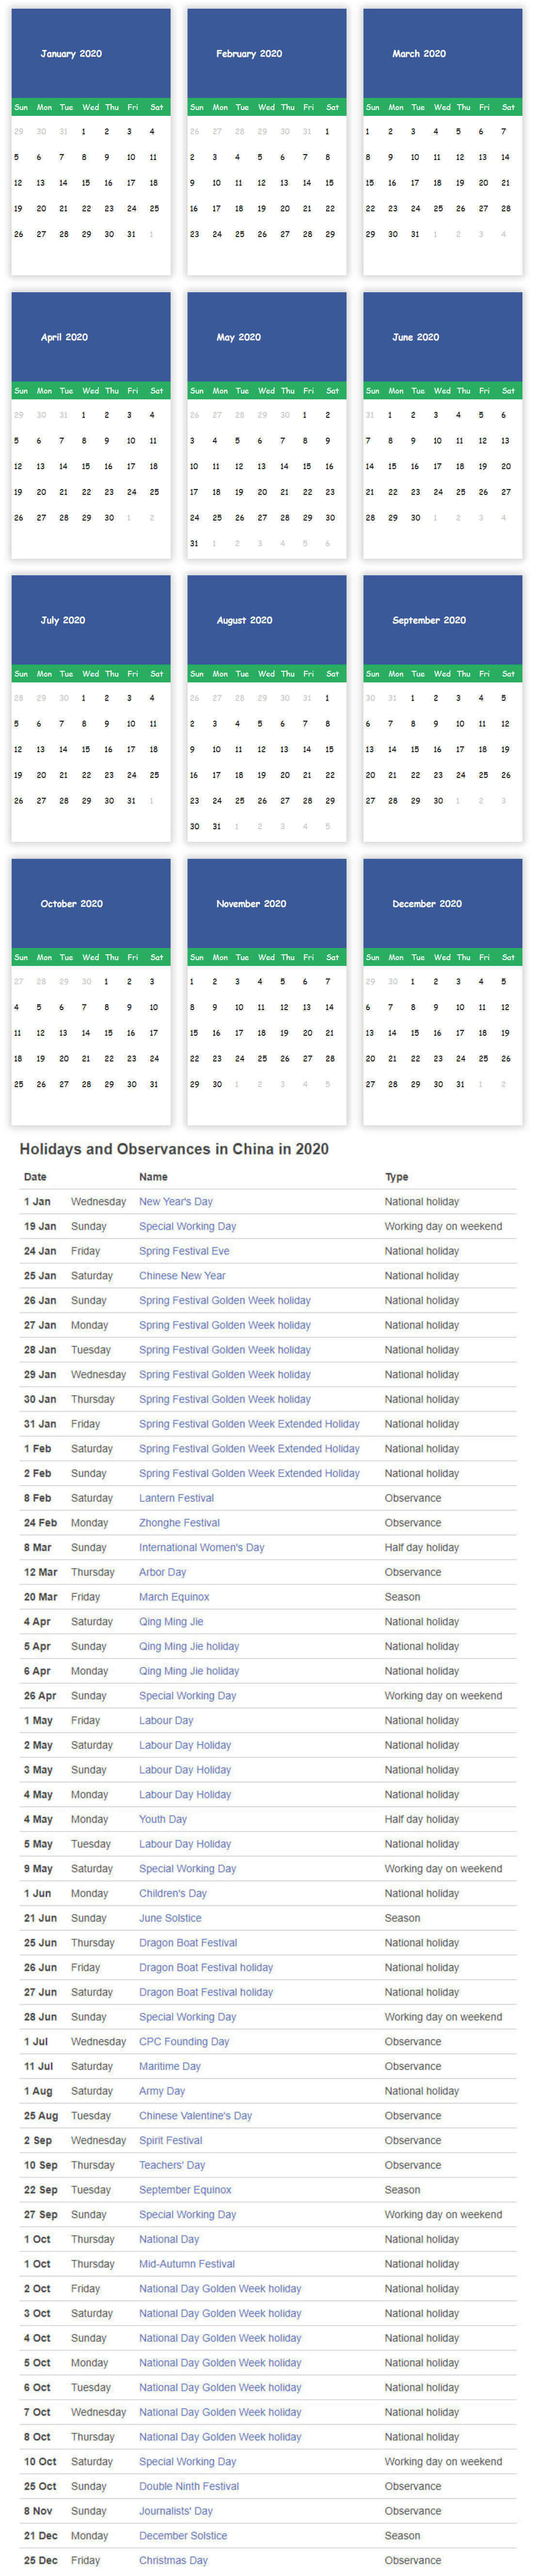 January 2020 February 2020 March 2020
Sun Mon Tue Wed Thu Fri Sat Sun Mon Tue Wed Thu Fri Sat Sun Mon Tue Wed Thu Fri Sat
29 30 31 1 2 3 4 26 27 28 29 30 31 1 1 2 3 4 5 6 7
5 6 7 8 9 10 11 2 3 4 5 6 7 8 8 9 10 11 12 13 14
12 13 14 15 16 17 18 9 10 11 12 13 14 15 15 16 17 18 19 20 21
19 20 21 22 23 24 25 16 17 18 19 20 21 22 22 23 24 25 26 27 28
26 27 28 29 30 31 1 23 24 25 26 27 28 29 29 30 31 1 2 3 4
April 2020 May 2020 June 2020
Sun Mon Tue Wed Thu Fri Sat Sun Mon Tue Wed Thu Fri Sat Sun Mon Tue Wed Thu Fri Sat
29 30 31 1 2 3 4 26 27 28 29 30 1 2 31 1 2 3 4 5 6
5 6 7 8 9 10 11 3 4 5 6 7 8 9 7 8 9 10 11 12 13
12 13 14 15 16 17 18 10 11 12 13 14 15 16 14 15 16 17 18 19 20
19 20 21 22 23 24 25 17 18 19 20 21 22 23 21 22 23 24 25 26 27
26 27 28 29 30 1 2 24 25 26 27 28 29 30 28 29 30 1 2 3 4
31 1 2 3 4 5 6
July 2020 August 2020 September 2020
Sun Mon Tue Wed Thu Fri Sat Sun Mon Tue Wed Thu Fri Sat Sun Mon Tue Wed Thu Fri Sat
28 29 30 1 2 3 4 26 27 28 29 30 31 1 30 31 1 2 3 4 5
5 6 7 8 9 10 11 2 3 4 5 6 7 8 6 7 8 9 10 11 12
12 13 14 15 16 17 18 9 10 11 12 13 14 15 13 14 15 16 17 18 19
19 20 21 22 23 24 25 16 17 18 19 20 21 22 20 21 22 23 24 25 26
26 27 28 29 30 31 1 23 24 25 26 27 28 29 27 28 29 30 1 2 3
30 31 1 2 3 4 5
October 2020 November 2020 December 2020
Sun Mon Tue Wed Thu Fri Sat Sun Mon Tue Wed Thu Fri Sat Sun Mon Tue Wed Thu Fri Sat
27 28 29 30 1 2 3 1 2 3 4 5 6 7 29 30 1 2 3 4 5
4 5 6 7 8 9 10 8 9 10 11 12 13 14 6 7 8 9 10 11 12
11 12 13 14 15 16 17 15 16 17 18 19 20 21 13 14 15 16 17 18 19
18 19 20 21 22 23 24 22 23 24 25 26 27 28 20 21 22 23 24 25 26
25 26 27 28 29 30 31 29 30 1 2 3 4 5 27 28 29 30 31 1 2
Holidays and Observances in China in 2020
Date Name Type
1 Jan Wednesday New Year's Day National holiday
19 Jan Sunday Special Working Day Working day on weekend
24 Jan Friday Spring Festival Eve National holiday
25 Jan Saturday Chinese New Year National holiday
26 Jan Sunday Spring Festival Golden Week holiday National holiday
27 Jan Monday Spring Festival Golden Week holiday National holiday
28 Jan Tuesday Spring Festival Golden Week holiday National holiday
29 Jan Wednesday Spring Festival Golden Week holiday National holiday
30 Jan Thursday Spring Festival Golden Week holiday National holiday
31 Jan Friday Spring Festival Golden Week Extended Holiday National holiday
1 Feb Saturday Spring Festival Golden Week Extended Holiday National holiday
2 Feb Sunday Spring Festival Golden Week Extended Holiday National holiday
8 Feb Saturday Lantern Festival Observance
24 Feb Monday Zhonghe Festival Observance
8 Mar Sunday International Women's Day Half day holiday
12 Mar Thursday Arbor Day Observance
20 Mar Friday March Equinox Season
4 Apr Saturday Qing Ming Jie National holiday
5 Apr Sunday Qing Ming Jie holiday National holiday
6 Apr Monday Qing Ming Jie holiday National holiday
26 Apr Sunday Special Working Day Working day on weekend
1 May Friday Labour Day National holiday
2 May Saturday Labour Day Holiday National holiday
3 May Sunday Labour Day Holiday National holiday
4 May Monday Labour Day Holiday National holiday
4 May Monday Youth Day Half day holiday
5 May Tuesday Labour Day Holiday National holiday
9 May Saturday Special Working Day Working day on weekend
1 Jun Monday Children's Day National holiday
21 Jun Sunday June Solstice Season
25 Jun Thursday Dragon Boat Festival National holiday
26 Jun Friday Dragon Boat Festival holiday National holiday
27 Jun Saturday Dragon Boat Festival holiday National holiday
28 Jun Sunday Special Working Day Working day on weekend
1 Jul Wednesday CPC Founding Day Observance
11 Jul Saturday Maritime Day Observance
1 Aug Saturday Army Day National holiday
25 Aug Tuesday Chinese Valentine's Day Observance
2 Sep Wednesday Spirit Festival Observance
10 Sep Thursday Teachers' Day Observance
22 Sep Tuesday September Equinox Season
27 Sep Sunday Special Working Day Working day on weekend
1 Oct Thursday National Day National holiday
1 Oct Thursday Mid-Autumn Festival National holiday
2 Oct Friday National Day Golden Week holiday National holiday
3 Oct Saturday National Day Golden Week holiday National holiday
4 Oct Sunday National Day Golden Week holiday National holiday
5 Oct Monday National Day Golden Week holiday National holiday
6 Oct Tuesday National Day Golden Week holiday National holiday
7 Oct Wednesday National Day Golden Week holiday National holiday
8 Oct Thursday National Day Golden Week holiday National holiday
10 Oct Saturday Special Working Day Working day on weekend
25 Oct Sunday Double Ninth Festival Observance
8 Nov Sunday Journalists' Day Observance
21 Dec Monday December Solstice Season
25 Dec Friday Christmas Day Observance